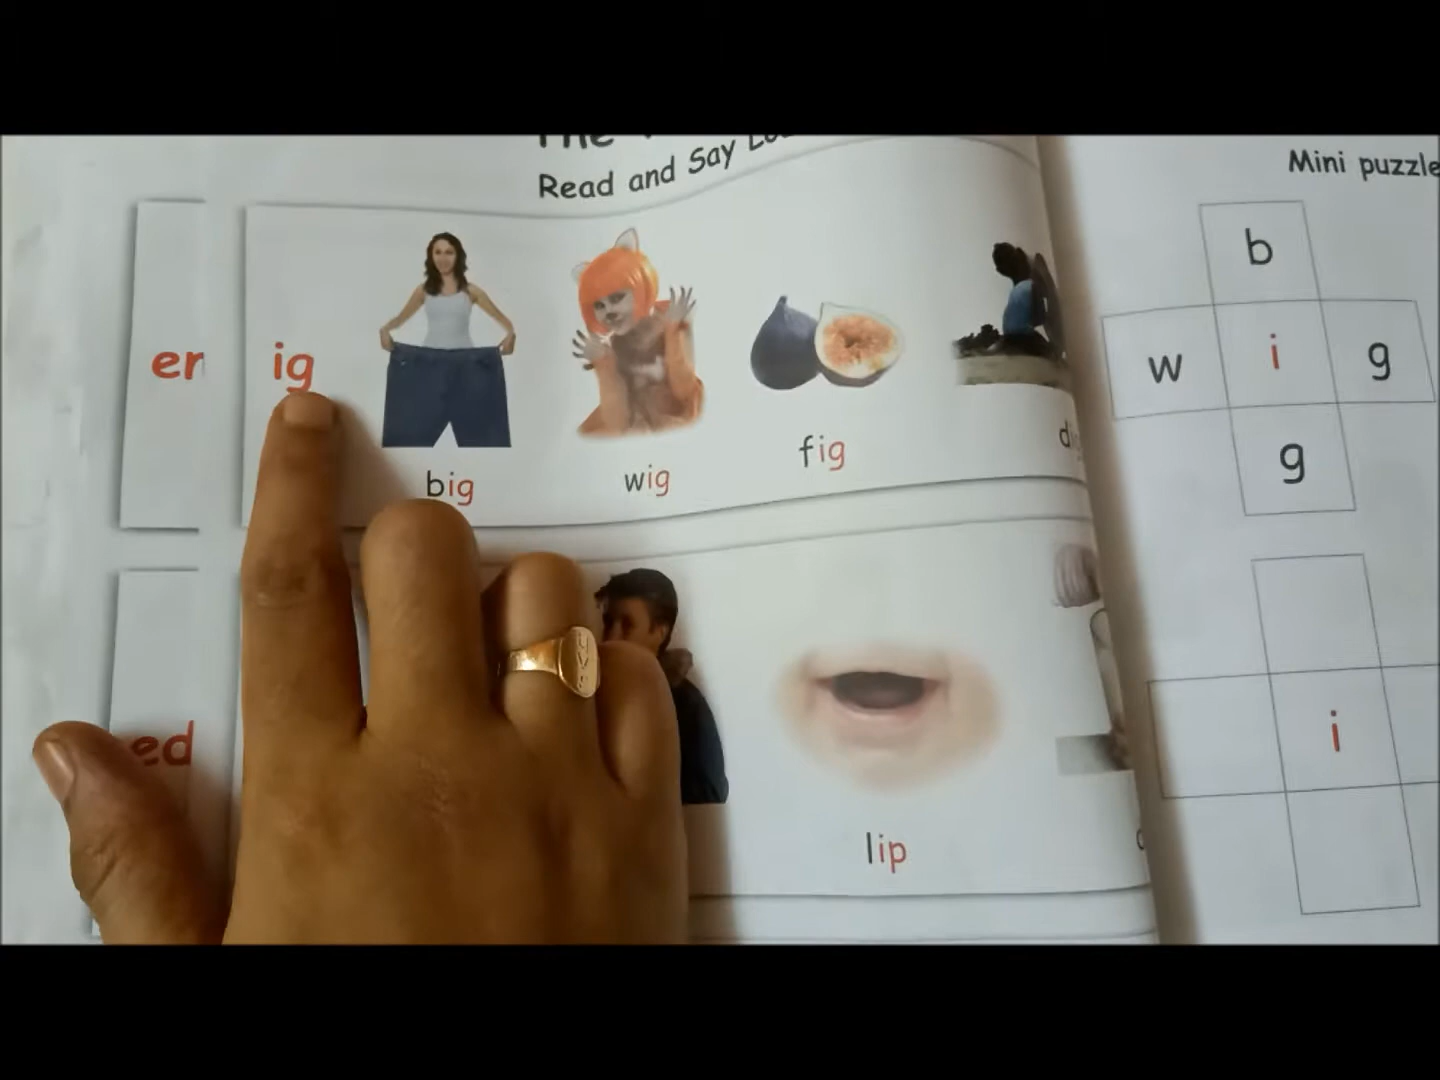 Read and Say
er
ig
big
wig
fig
ed
lip
Mini puzzle
b
w i g
g
i